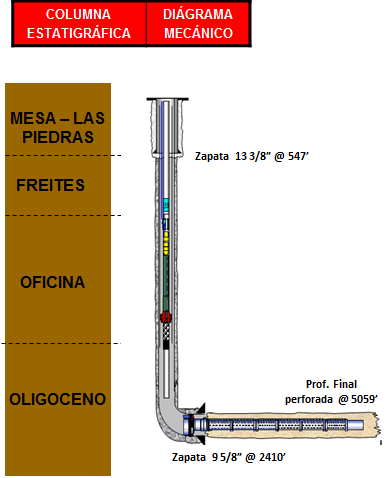 COLUMNA
ESTATIGRÁFICA
DIÁGRAMA
MECÁNICO
MESA – LAS
PIEDRAS
Zapata 13 3/8” @ 547’
FREITES
OFICINA
OLIGOCENO
Prof. Final
perforada @ 5059’
Zapata 9 5/8” @ 2410’